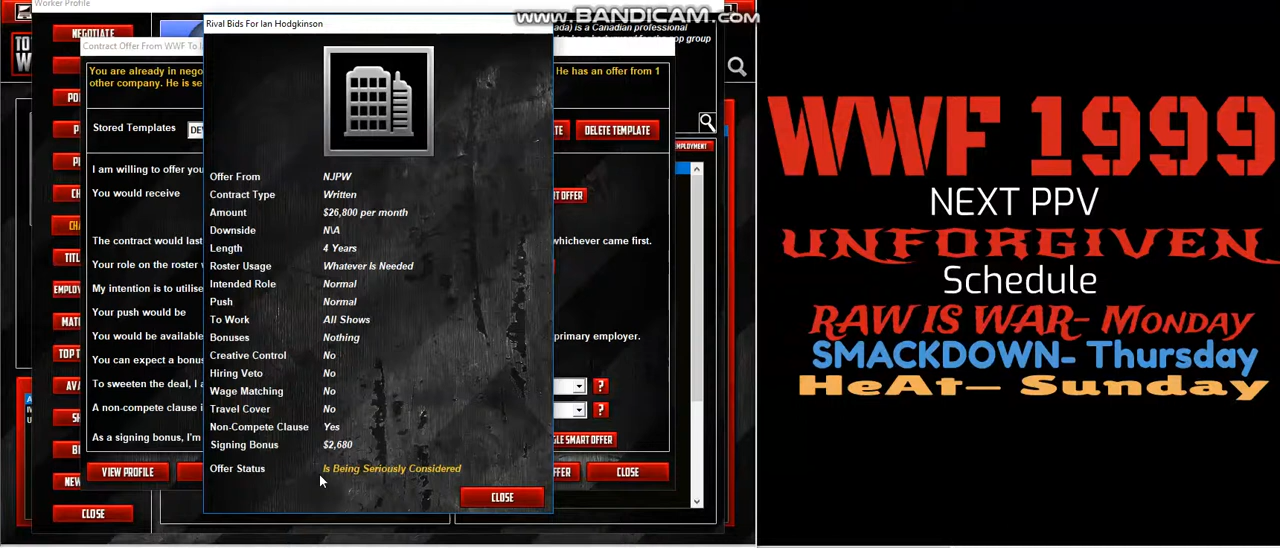 Worker Profile
www.BANDICAM.com
NEGOTIATE
Rival Bids For Ian Hodgkinson
ada) is a Canadian professional
op group
Contract Offer From WWF To I
You are already in nego
He has an offer from 1
other company. He is se
Stored Templates
DEV
DELETE TEMPLATE
I am willing to offer you
You would receive
The contract would last
whichever came first.
Your role on the roster
My intention is to utilise
Your push would be
You would be available
primary employer.
You can expect a bonus
To sweeten the deal, I a
A non-compete clause i
As a signing bonus, I'm
VIEW PROFILE
CLOSE
CLOSE
Offer From NJPW
Contract Type Written
Amount $26,800 per month
Downside N\A
Length 4 Years
Roster Usage Whatever Is Needed
Intended Role Normal
Push Normal
To Work All Shows
Bonuses Nothing
Creative Control No
Hiring Veto No
Wage Matching No
Travel Cover No
Non-Compete Clause Yes
Signing Bonus $2,680
Offer Status Is Being Seriously Considered
CLOSE
WWF 1999
NEXT PPV
UNFORGIVEN
Schedule
RAW IS WAR- Monday
SMACKDOWN- Thursday
HeAt- Sunday